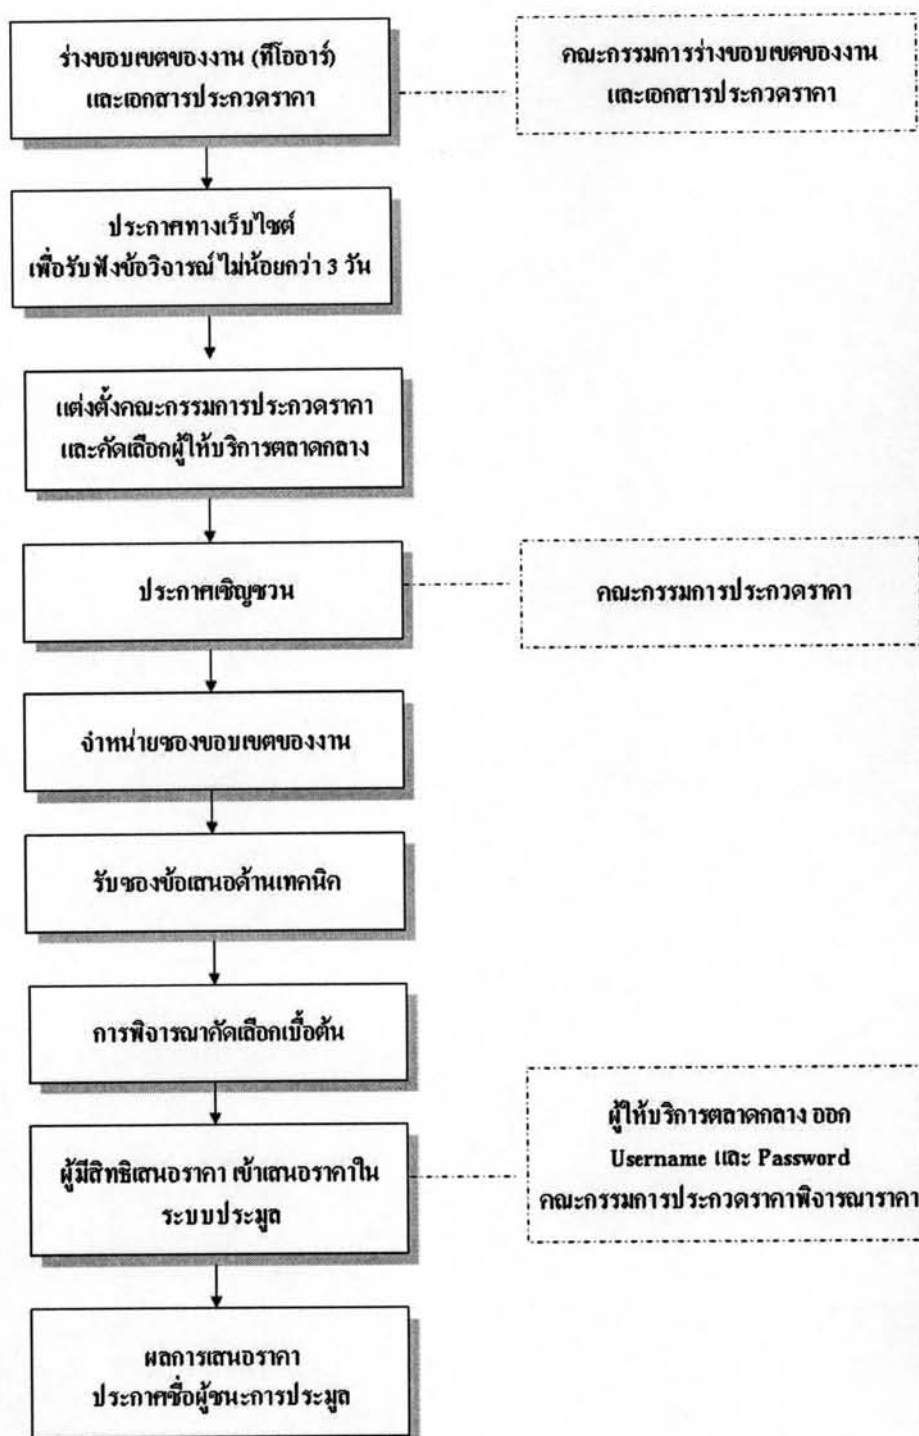 ร่างขอบเขตของงาน (ทีโออาร์)
และเอกสารประกวดราคา
คณะกรรมการร่างขอบเขตของงาน
และเอกสารประกวดราคา
ประกาศทางเว็บไซต์
เพื่อรับฟังข้อวิจารณ์ ไม่น้อยกว่า 3 วัน
แต่งตั้งคณะกรรมการประกวดราคา
และคัดเลือกผู้ให้บริการตลาดกลาง
ประกาศเชิญชวน
คณะกรรมการประกวดราคา
จำหน่ายซองขอบเขตของงาน
รับซองข้อเสนอด้านเทคนิค
การพิจารณาคัดเลือกเบื้อต้น
ผู้มีสิทธิเสนอราคา เข้าเสนอราคาใน
ระบบประมูล
ผู้ให้บริการตลาดกลาง ออก
Username และ Password
คณะกรรมการประกวดราคาพิจารณาราคา
ผลการเสนอราคา
ประกาศชื่อผู้ชนะการประมูล